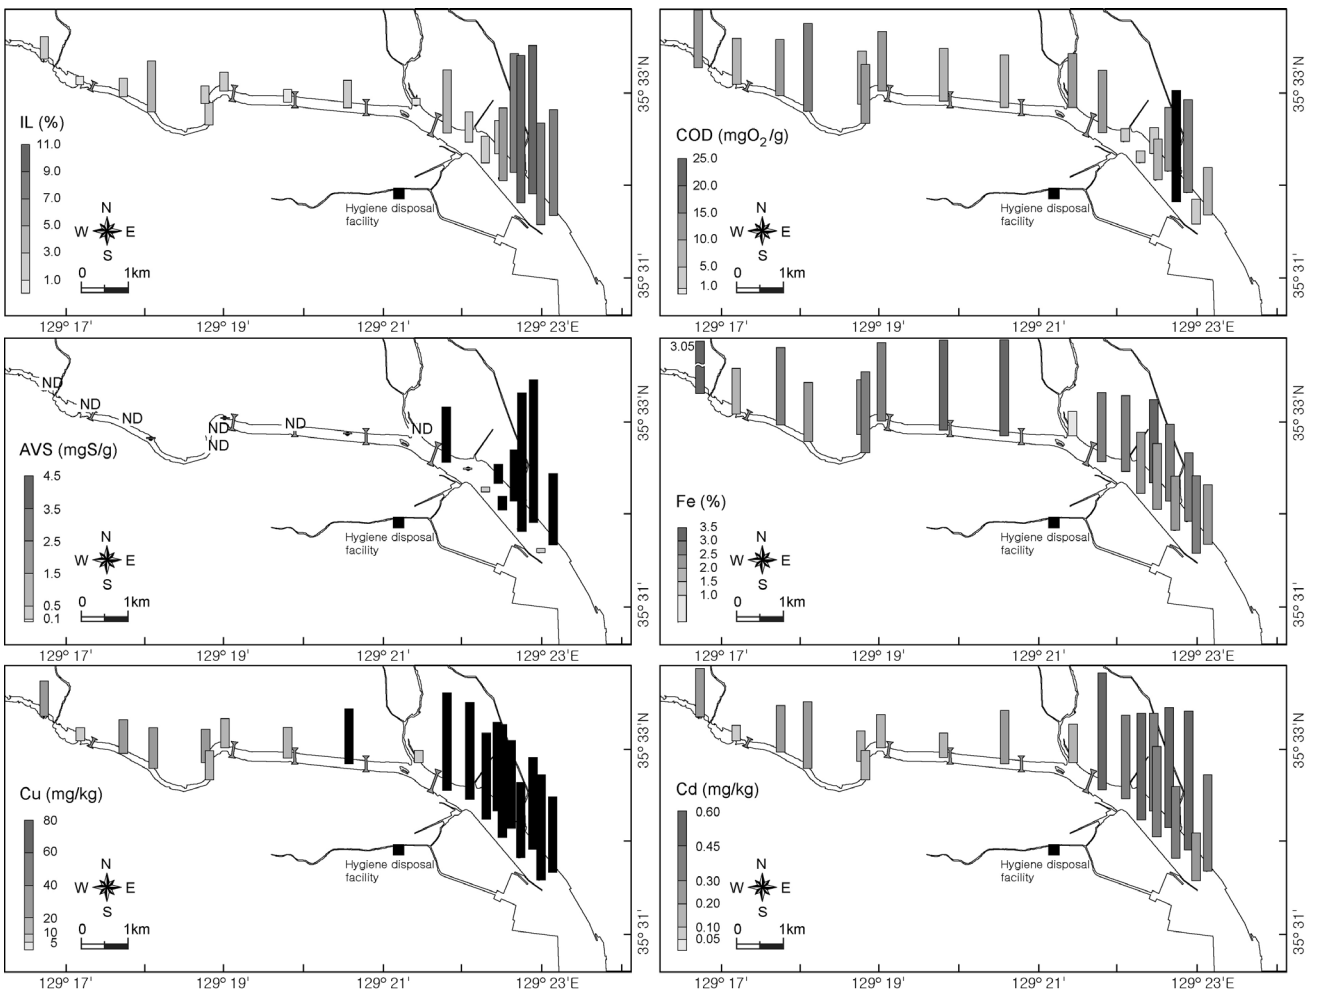 IL (%)
11.0
9.0
7.0
5.0
3.0
1.0
N
W E
S
0 1km
Hygiene disposal
facility
35° 33'N
35° 31'
129° 17' 129° 19' 129° 21' 129° 23'E
COD (mgO2/g)
25.0
20.0
15.0
10.0
5.0
1.0
N
W E
S
0 1km
Hygiene disposal
facility
35° 33'N
35° 31'
129° 17' 129° 19' 129° 21' 129° 23'E
ND
ND
ND
ND
ND
ND
ND
AVS (mgS/g)
4.5
3.5
2.5
1.5
0.5
0.1
N
W E
S
0 1km
Hygiene disposal
facility
35° 33'N
35° 31'
129° 17' 129° 19' 129° 21' 129° 23'E
3.05
Fe (%)
3.5
3.0
2.5
2.0
1.5
1.0
N
W E
S
0 1km
Hygiene disposal
facility
35° 33'N
35° 31'
129° 17' 129° 19' 129° 21' 129° 23'E
Cu (mg/kg)
80
60
40
20
10
5
N
W E
S
0 1km
Hygiene disposal
facility
35° 33'N
35° 31'
129° 17' 129° 19' 129° 21' 129° 23'E
Cd (mg/kg)
0.60
0.45
0.30
0.20
0.10
0.05
N
W E
S
0 1km
Hygiene disposal
facility
35° 33'N
35° 31'
129° 17' 129° 19' 129° 21' 129° 23'E